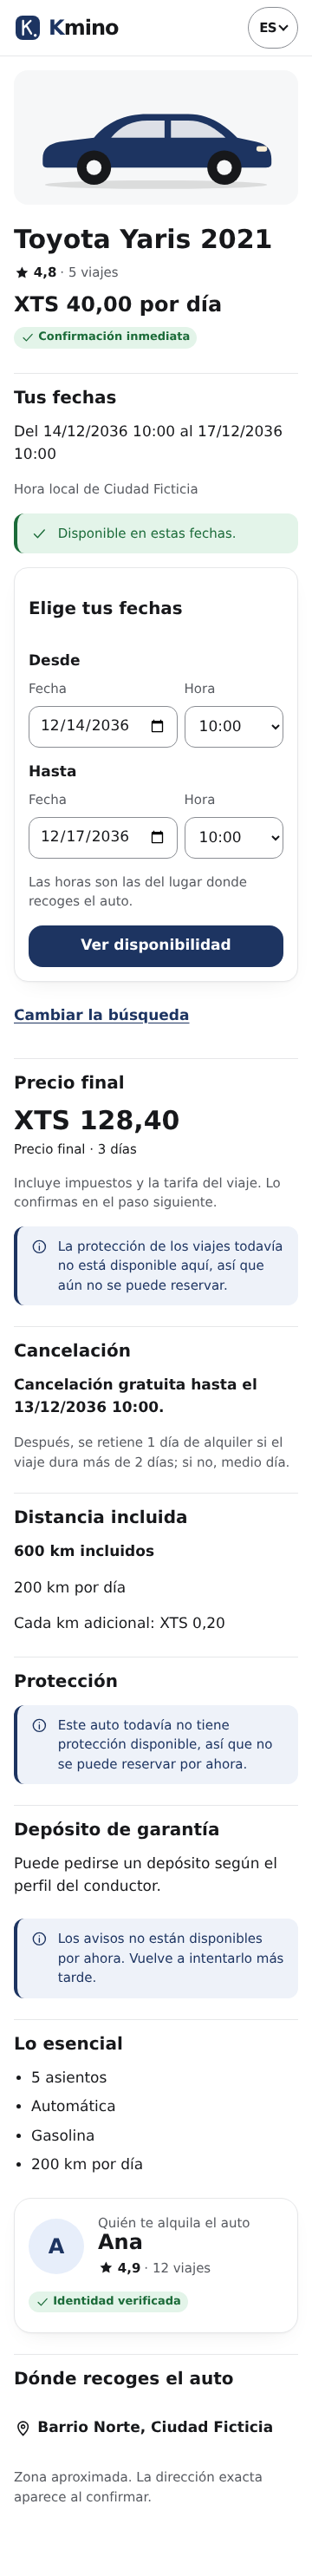 K Kmino
ES
Toyota Yaris 2021
★ 4,8 · 5 viajes
XTS 40,00 por día
Confirmación inmediata
Tus fechas
Del 14/12/2036 10:00 al 17/12/2036
10:00
Hora local de Ciudad Ficticia
Disponible en estas fechas.
Elige tus fechas
Desde
Fecha Hora
12/14/2036 10:00
Hasta
Fecha Hora
12/17/2036 10:00
Las horas son las del lugar donde
recoges el auto.
Ver disponibilidad
Cambiar la búsqueda
Precio final
XTS 128,40
Precio final · 3 días
Incluye impuestos y la tarifa del viaje. Lo
confirmas en el paso siguiente.
La protección de los viajes todavía
no está disponible aquí, así que
aún no se puede reservar.
Cancelación
Cancelación gratuita hasta el
13/12/2036 10:00.
Después, se retiene 1 día de alquiler si el
viaje dura más de 2 días; si no, medio día.
Distancia incluida
600 km incluidos
200 km por día
Cada km adicional: XTS 0,20
Protección
Este auto todavía no tiene
protección disponible, así que no
se puede reservar por ahora.
Depósito de garantía
Puede pedirse un depósito según el
perfil del conductor.
Los avisos no están disponibles
por ahora. Vuelve a intentarlo más
tarde.
Lo esencial
• 5 asientos
• Automática
• Gasolina
• 200 km por día
A
Quién te alquila el auto
Ana
★ 4,9 · 12 viajes
Identidad verificada
Dónde recoges el auto
Barrio Norte, Ciudad Ficticia
Zona aproximada. La dirección exacta
aparece al confirmar.